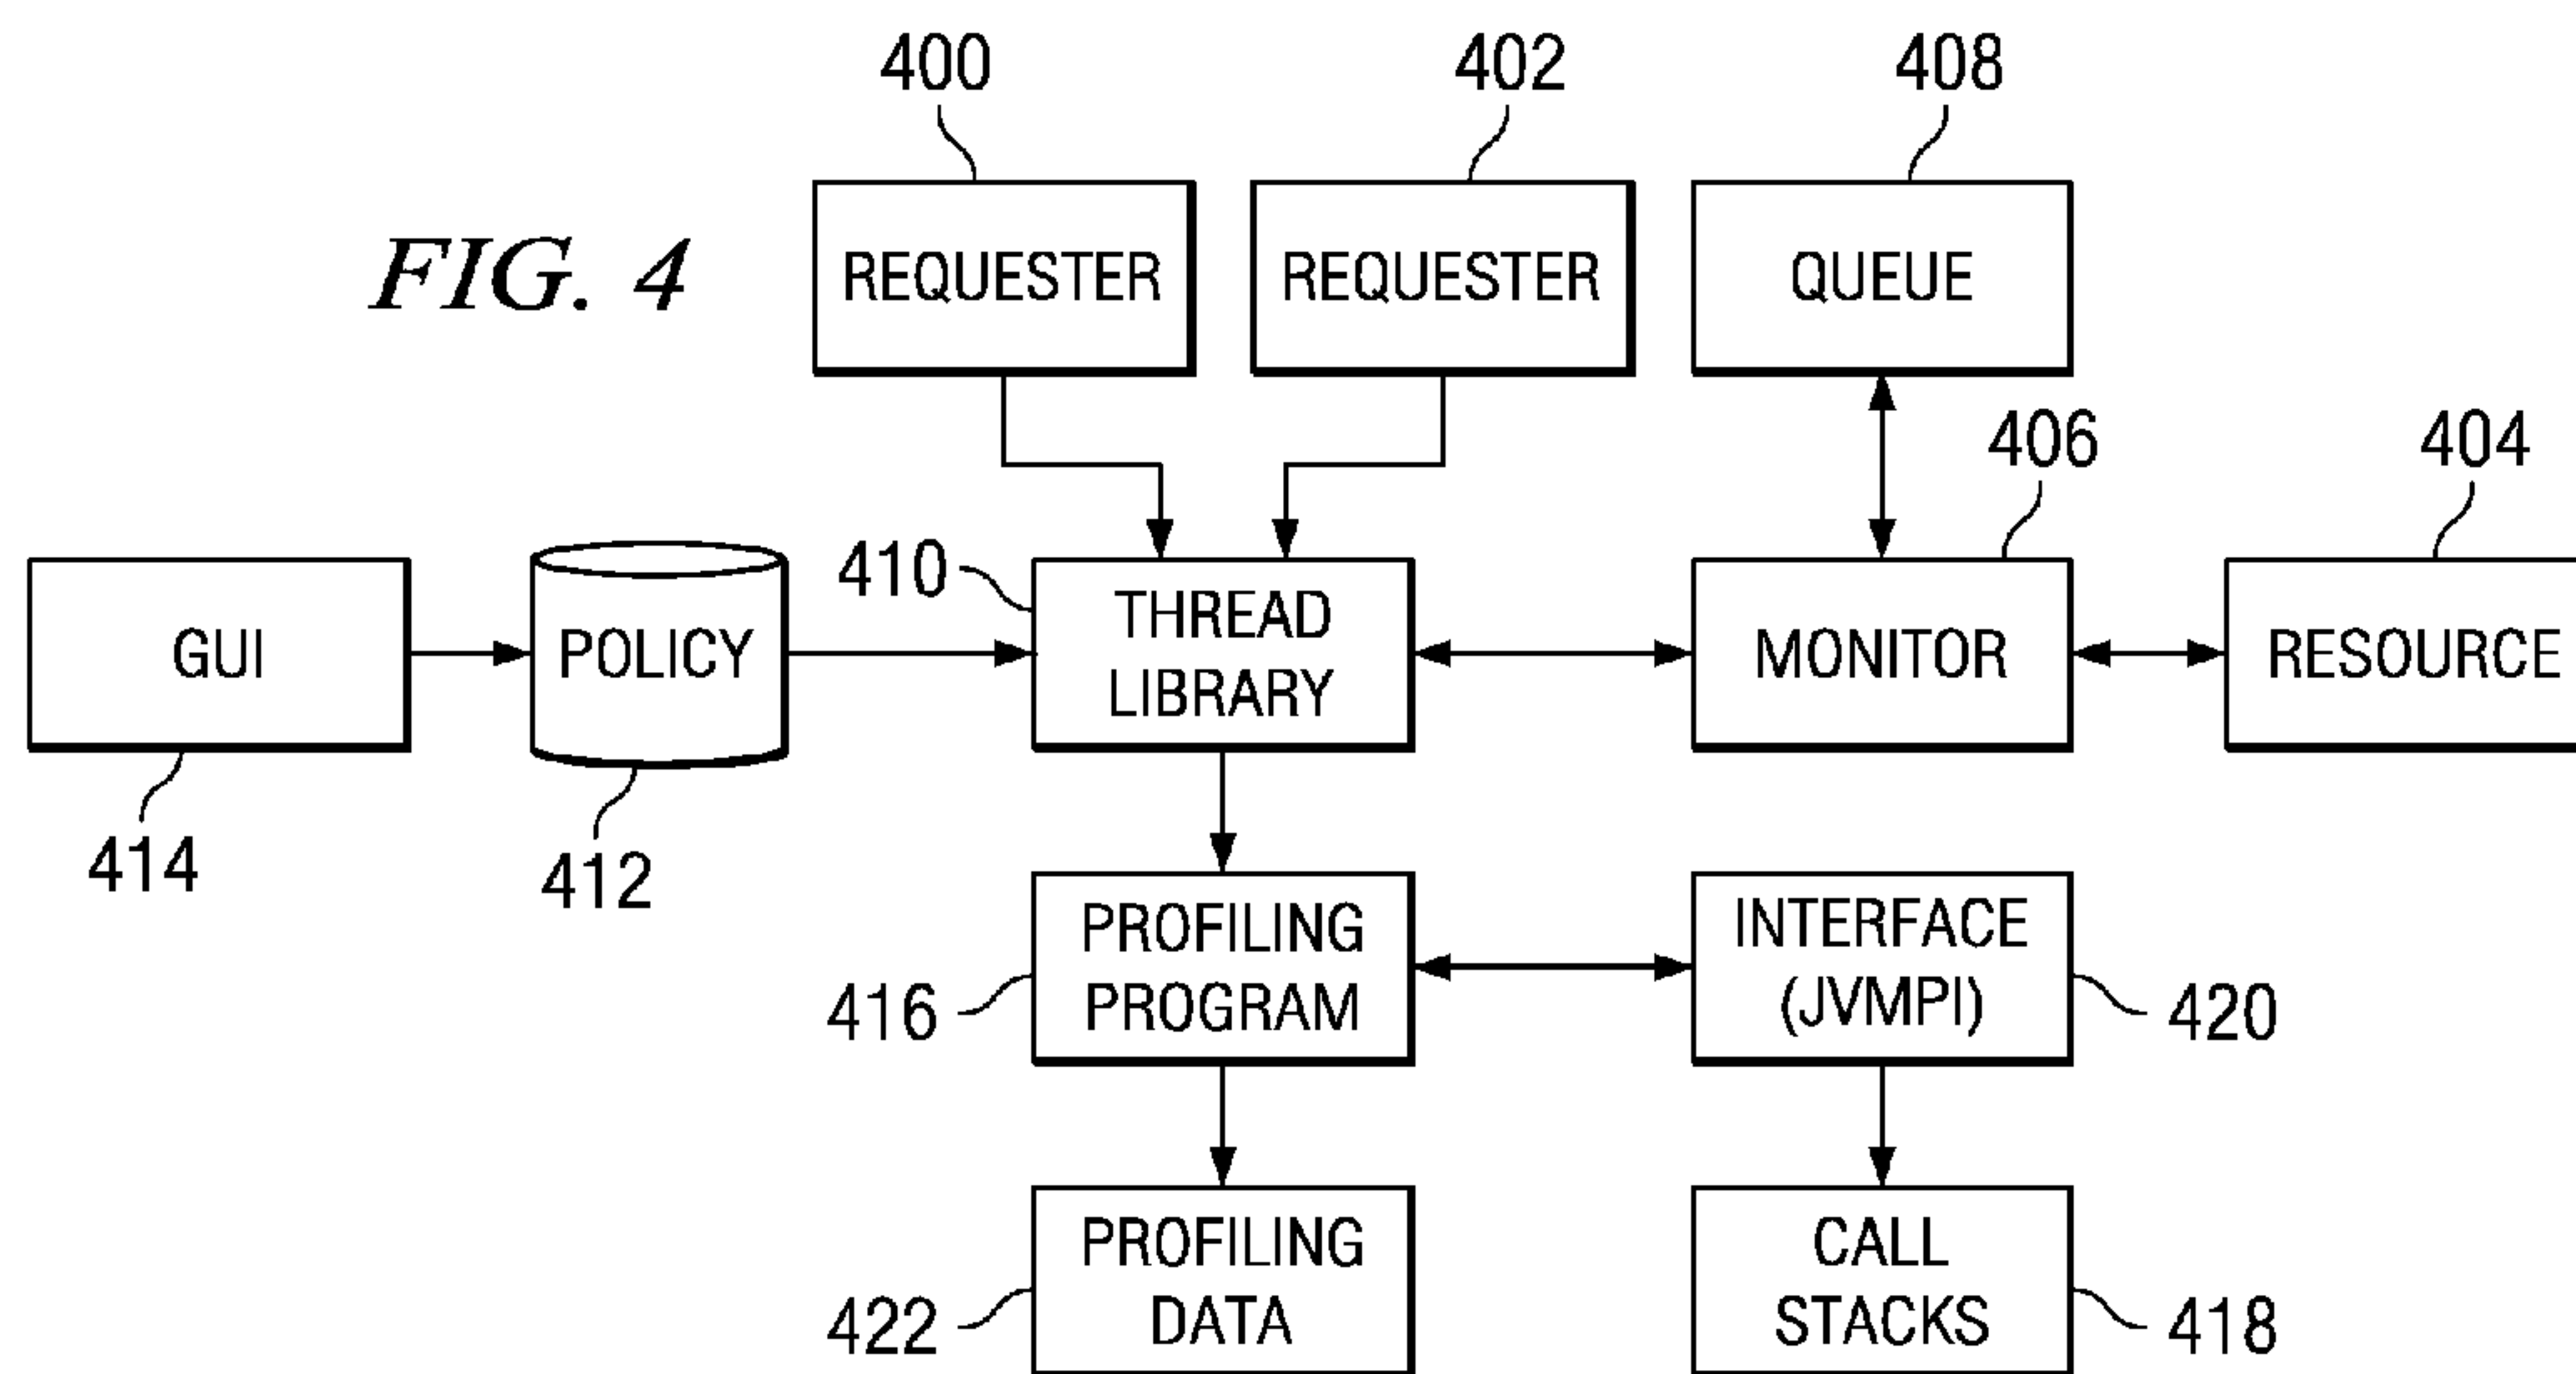 400
402
408
FIG. 4
REQUESTER
REQUESTER
QUEUE
406
404
410
GUI
POLICY
THREAD
LIBRARY
MONITOR
RESOURCE
414
412
416
PROFILING
PROGRAM
INTERFACE
(JVMPI)
420
422
PROFILING
DATA
CALL
STACKS
418